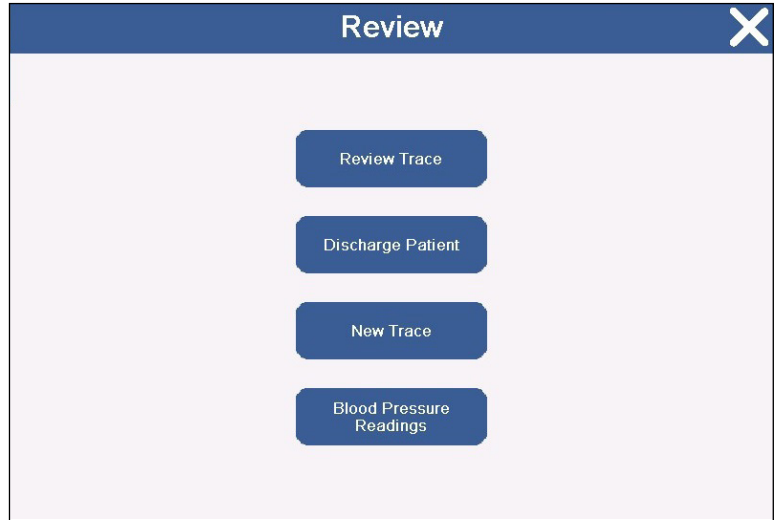 Review
Review Trace
Discharge Patient
New Trace
Blood Pressure
Readings